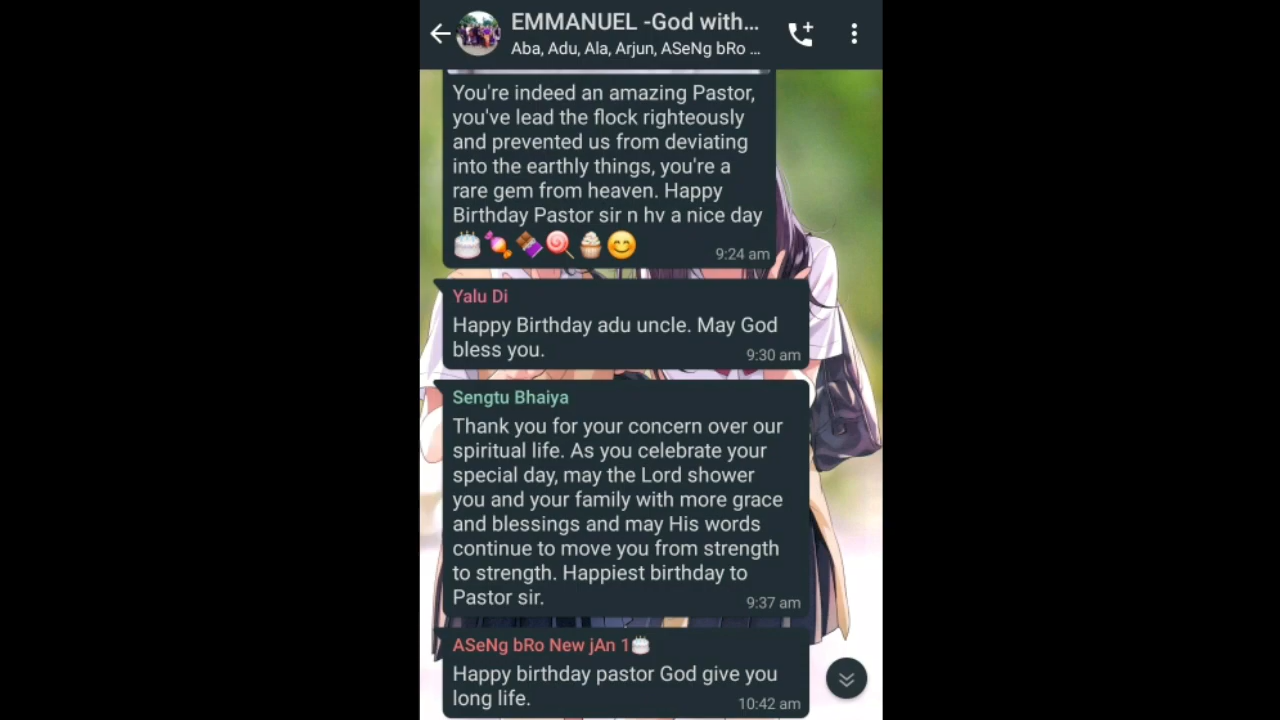 EMMANUEL -God with...
Aba, Adu, Ala, Arjun, ASeNg bRo ...
You're indeed an amazing Pastor,
you've lead the flock righteously
and prevented us from deviating
into the earthly things, you're a
rare gem from heaven. Happy
Birthday Pastor sir n hv a nice day
🎂🍬🍫🍭🧁😊 9:24 am
Yalu Di
Happy Birthday adu uncle. May God
bless you. 9:30 am
Sengtu Bhaiya
Thank you for your concern over our
spiritual life. As you celebrate your
special day, may the Lord shower
you and your family with more grace
and blessings and may His words
continue to move you from strength
to strength. Happiest birthday to
Pastor sir. 9:37 am
ASeNg bRo New jAn 1🎂
Happy birthday pastor God give you
long life. 10:42 am